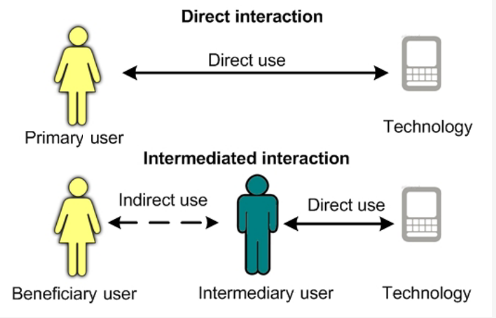 Direct interaction
Direct use
Primary user
Technology
Intermediated interaction
Indirect use
Direct use
Beneficiary user
Intermediary user
Technology